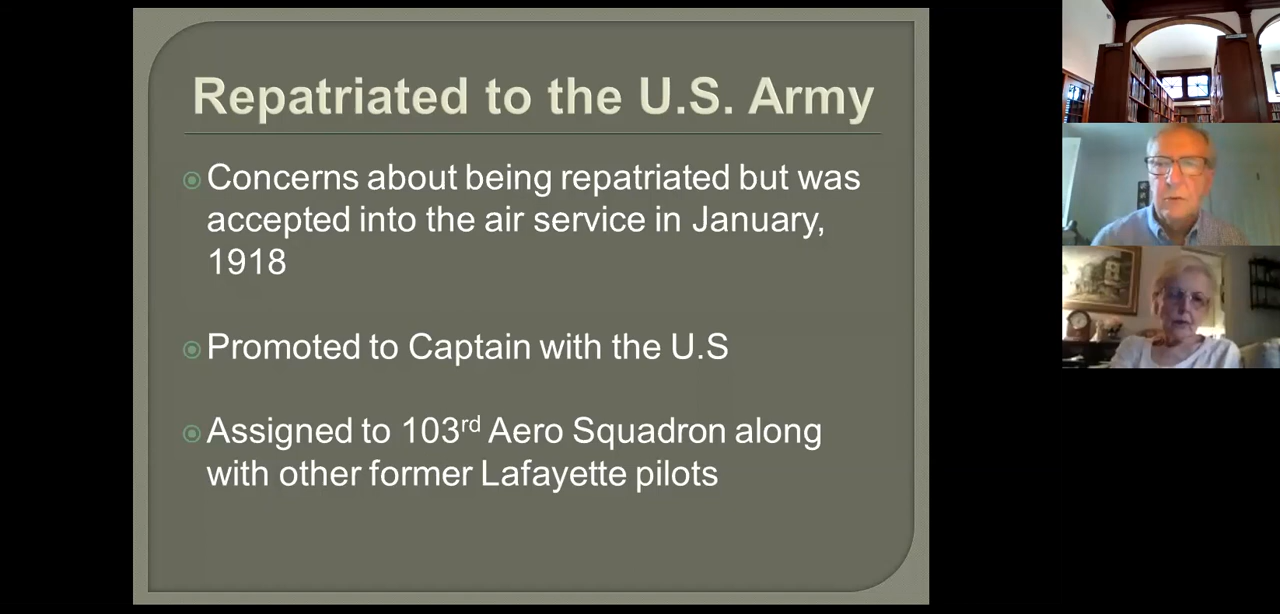 Repatriated to the U.S. Army
Concerns about being repatriated but was
accepted into the air service in January,
1918
Promoted to Captain with the U.S
Assigned to 103rd Aero Squadron along
with other former Lafayette pilots